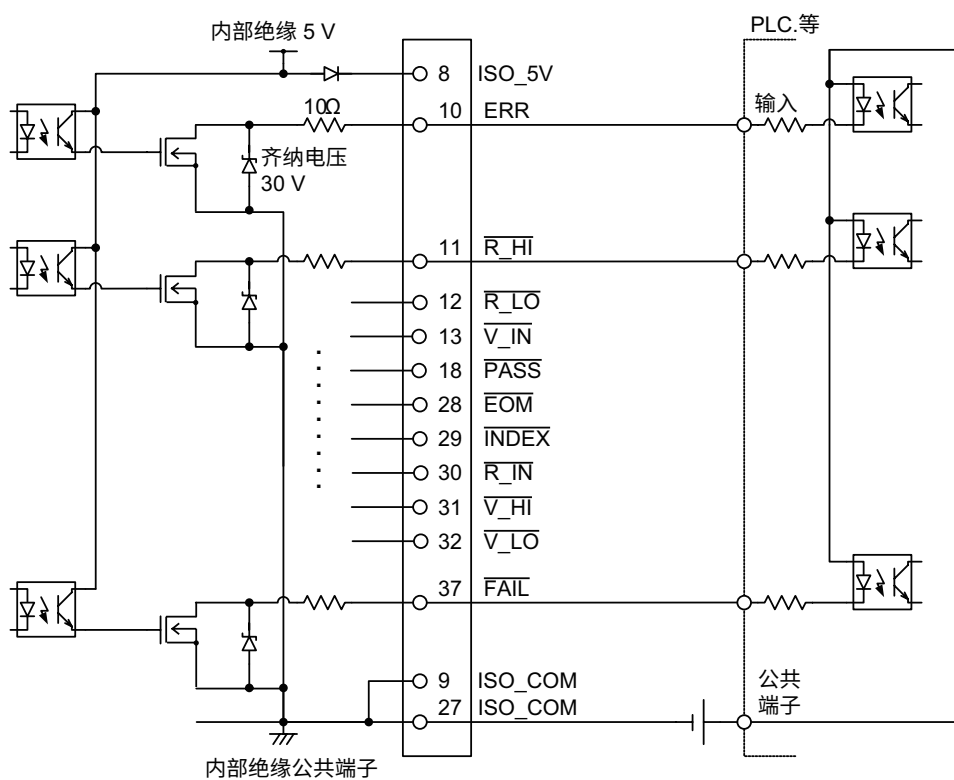 内部绝缘 5 V
PLC.等
8 ISO_5V
10Ω
10 ERR
输入
齐纳电压
30 V
11 R_HI
12 R_LO
13 V_IN
18 PASS
28 EOM
29 INDEX
30 R_IN
31 V_HI
32 V_LO
37 FAIL
9 ISO_COM
27 ISO_COM
公共
端子
内部绝缘公共端子